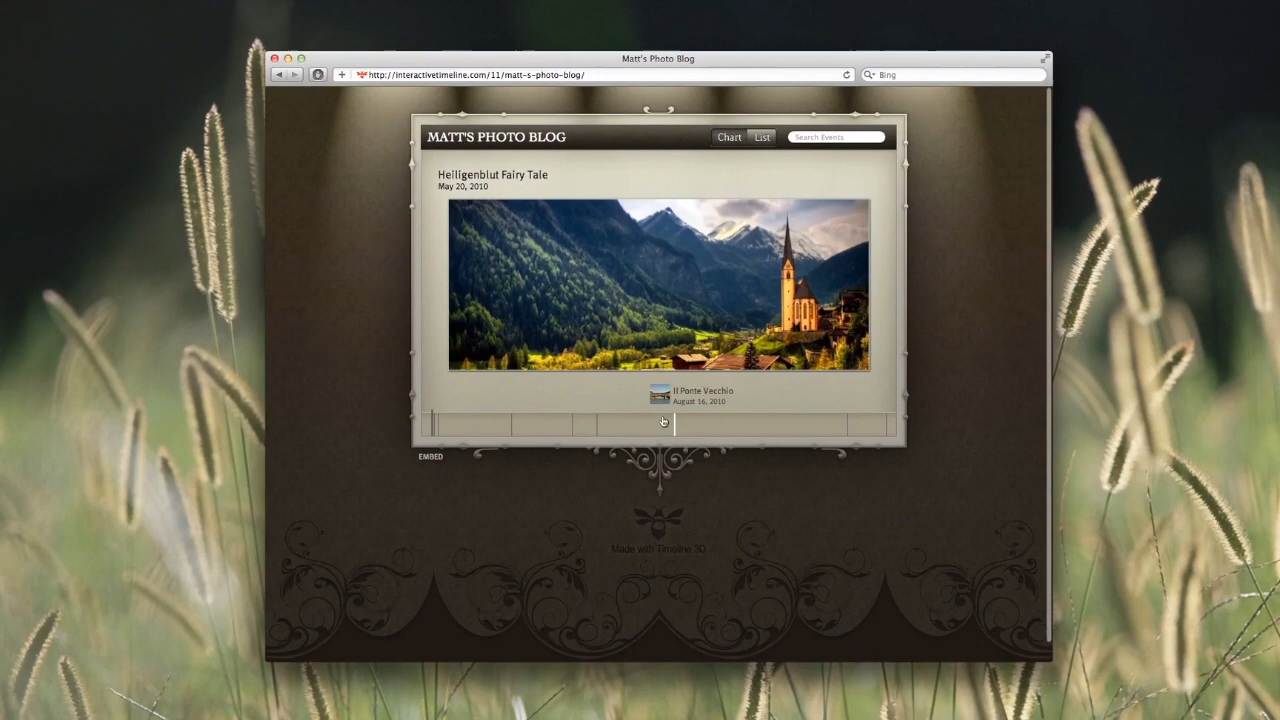 Matt's Photo Blog
http://interactivetimeline.com/11/matt-s-photo-blog/
Bing
MATT'S PHOTO BLOG
Chart
List
Search Events
Heiligenblut Fairy Tale
May 20, 2010
Il Ponte Vecchio
August 16, 2010
EMBED
Made with Timeline 3D